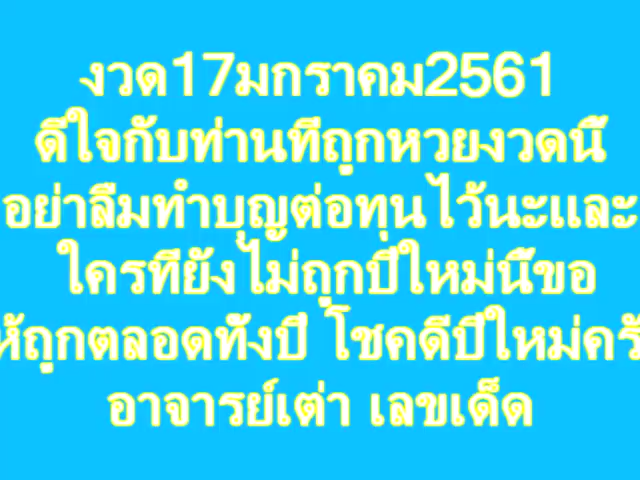 งวด17มกราคม2561
ดีใจกับท่านที่ถูกหวยงวดนี้
อย่าลืมทำบุญต่อทุนไว้นะและ
ใครที่ยังไม่ถูกปีใหม่นี้ขอ
ห้ถูกตลอดทั้งปี โชคดีปีใหม่ครั
อาจารย์เต่า เลขเด็ด